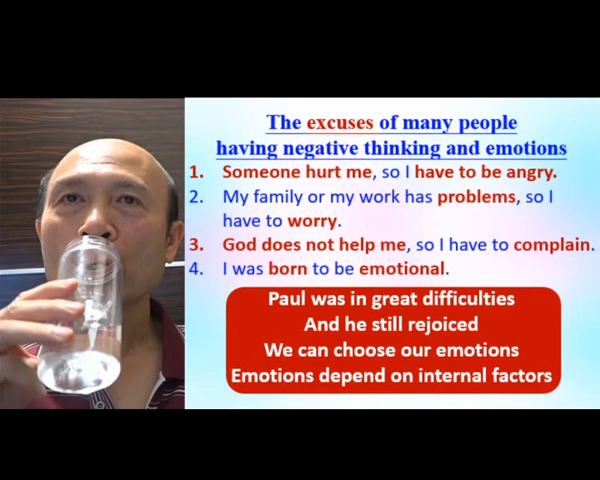 The excuses of many people
having negative thinking and emotions
1. Someone hurt me, so I have to be angry.
2. My family or my work has problems, so I
have to worry.
3. God does not help me, so I have to complain.
4. I was born to be emotional.
Paul was in great difficulties
And he still rejoiced
We can choose our emotions
Emotions depend on internal factors